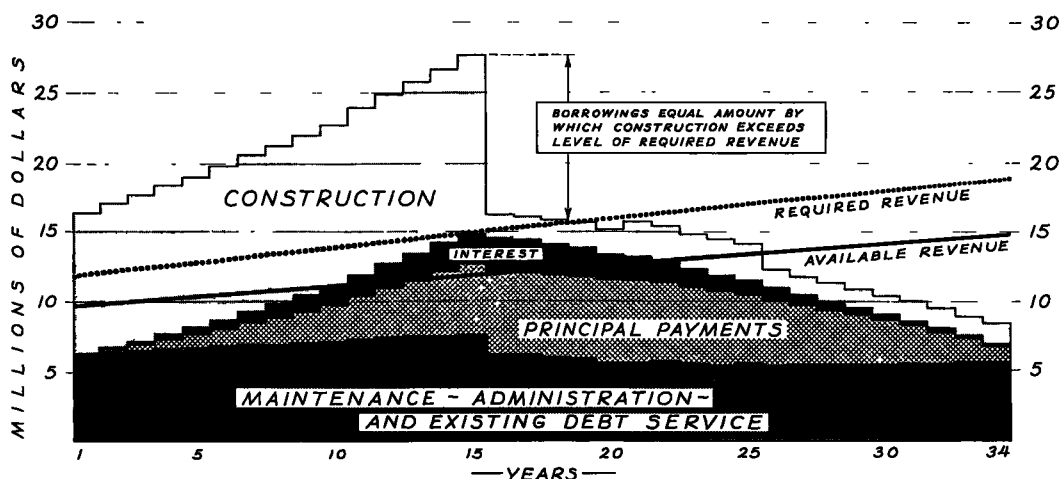 MILLIONS OF DOLLARS
30
25
20
15
10
5
30
25
20
15
10
5
BORROWINGS EQUAL AMOUNT BY
WHICH CONSTRUCTION EXCEEDS
LEVEL OF REQUIRED REVENUE
CONSTRUCTION
REQUIRED REVENUE
AVAILABLE REVENUE
INTEREST
PRINCIPAL PAYMENTS
MAINTENANCE - ADMINISTRATION -
AND EXISTING DEBT SERVICE
1 5 10 15 20 25 30 34
YEARS